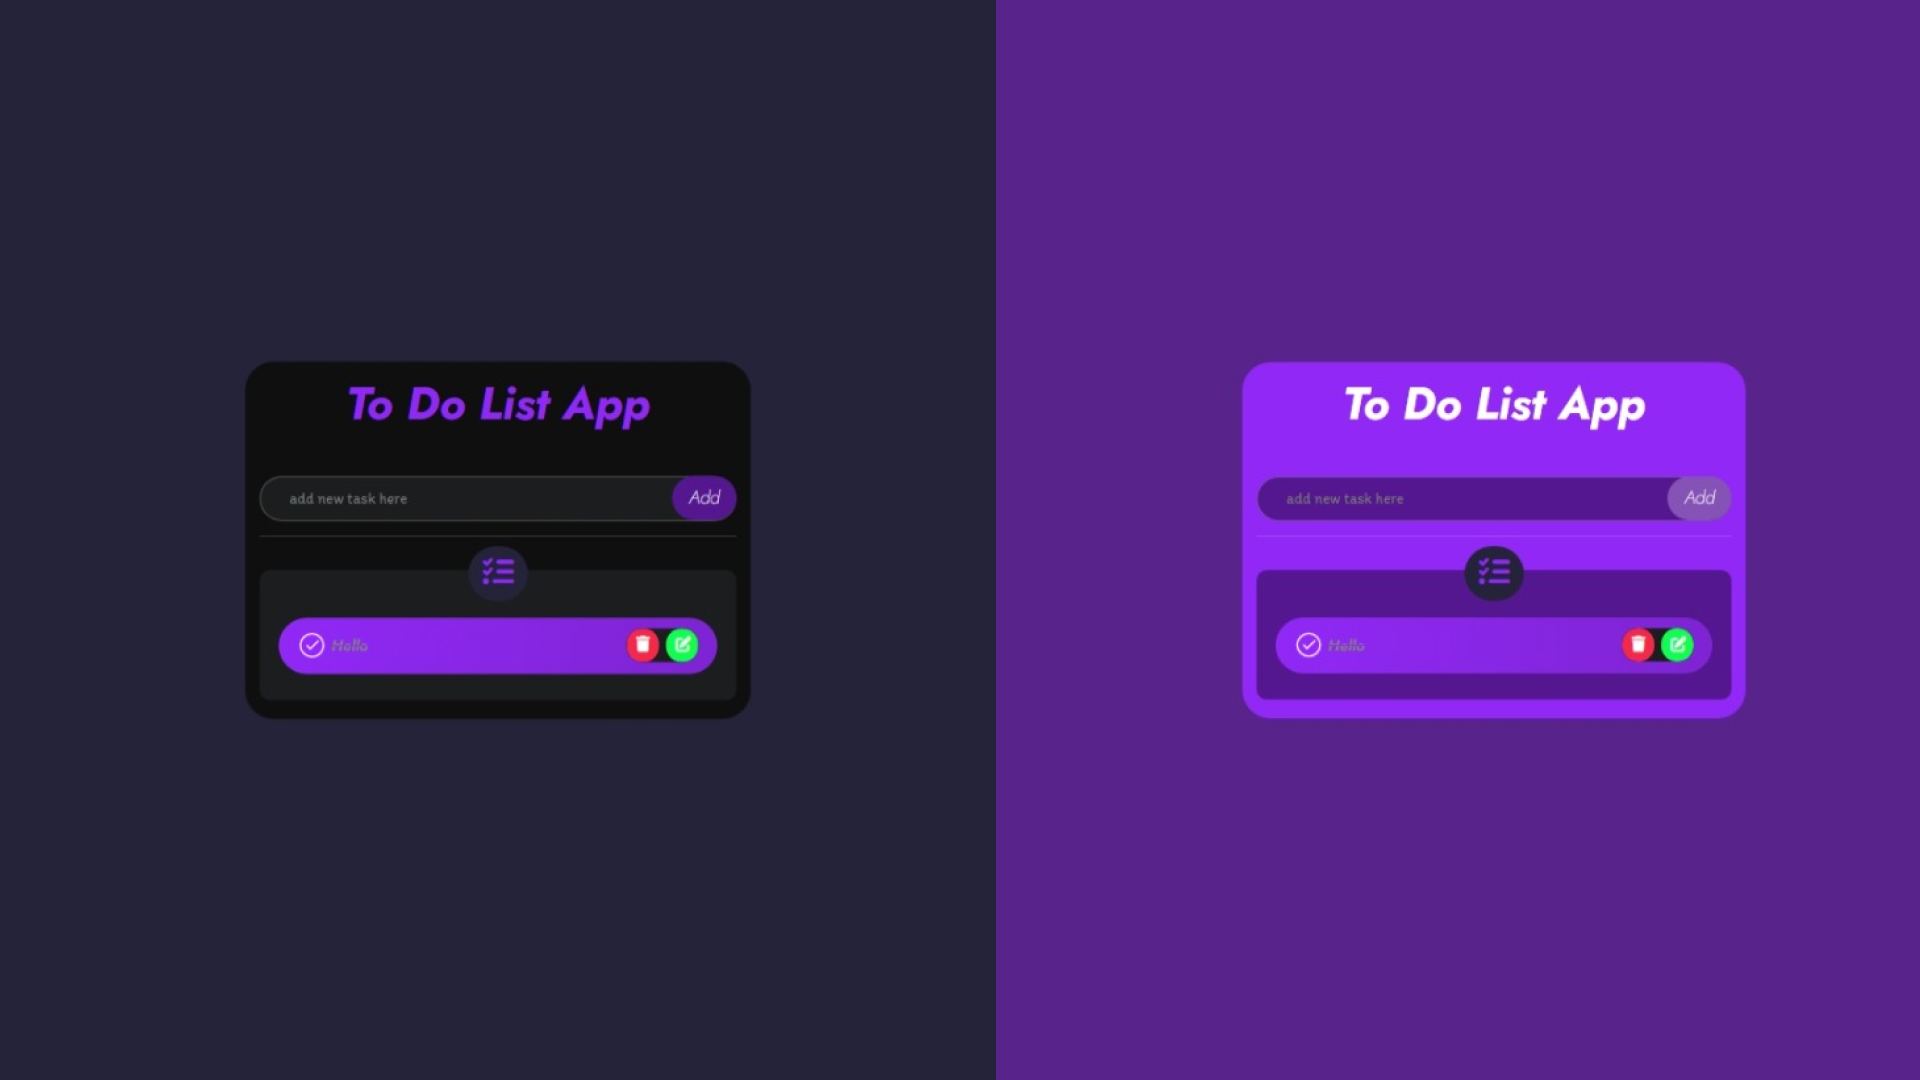 To Do List App
add new task here
Add
Hello
To Do List App
add new task here
Add
Hello